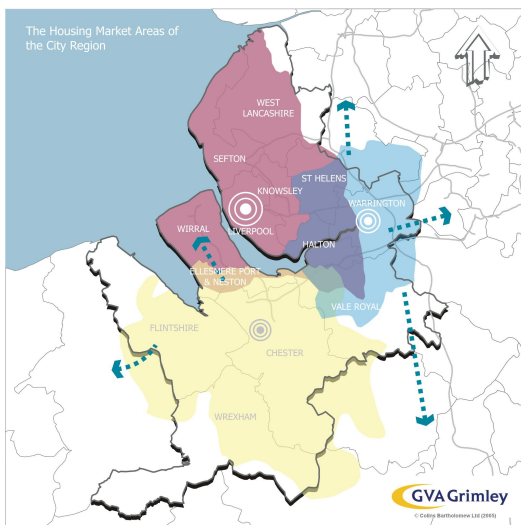 The Housing Market Areas of
the City Region
WEST
LANCASHIRE
SEFTON
ST HELENS
KNOWSLEY
WARRINGTON
WIRRAL
LIVERPOOL
HALTON
ELLESMERE PORT
& NESTON
VALE ROYAL
FLINTSHIRE
CHESTER
WREXHAM
GVA Grimley
© Collins Bartholomew Ltd (2005)